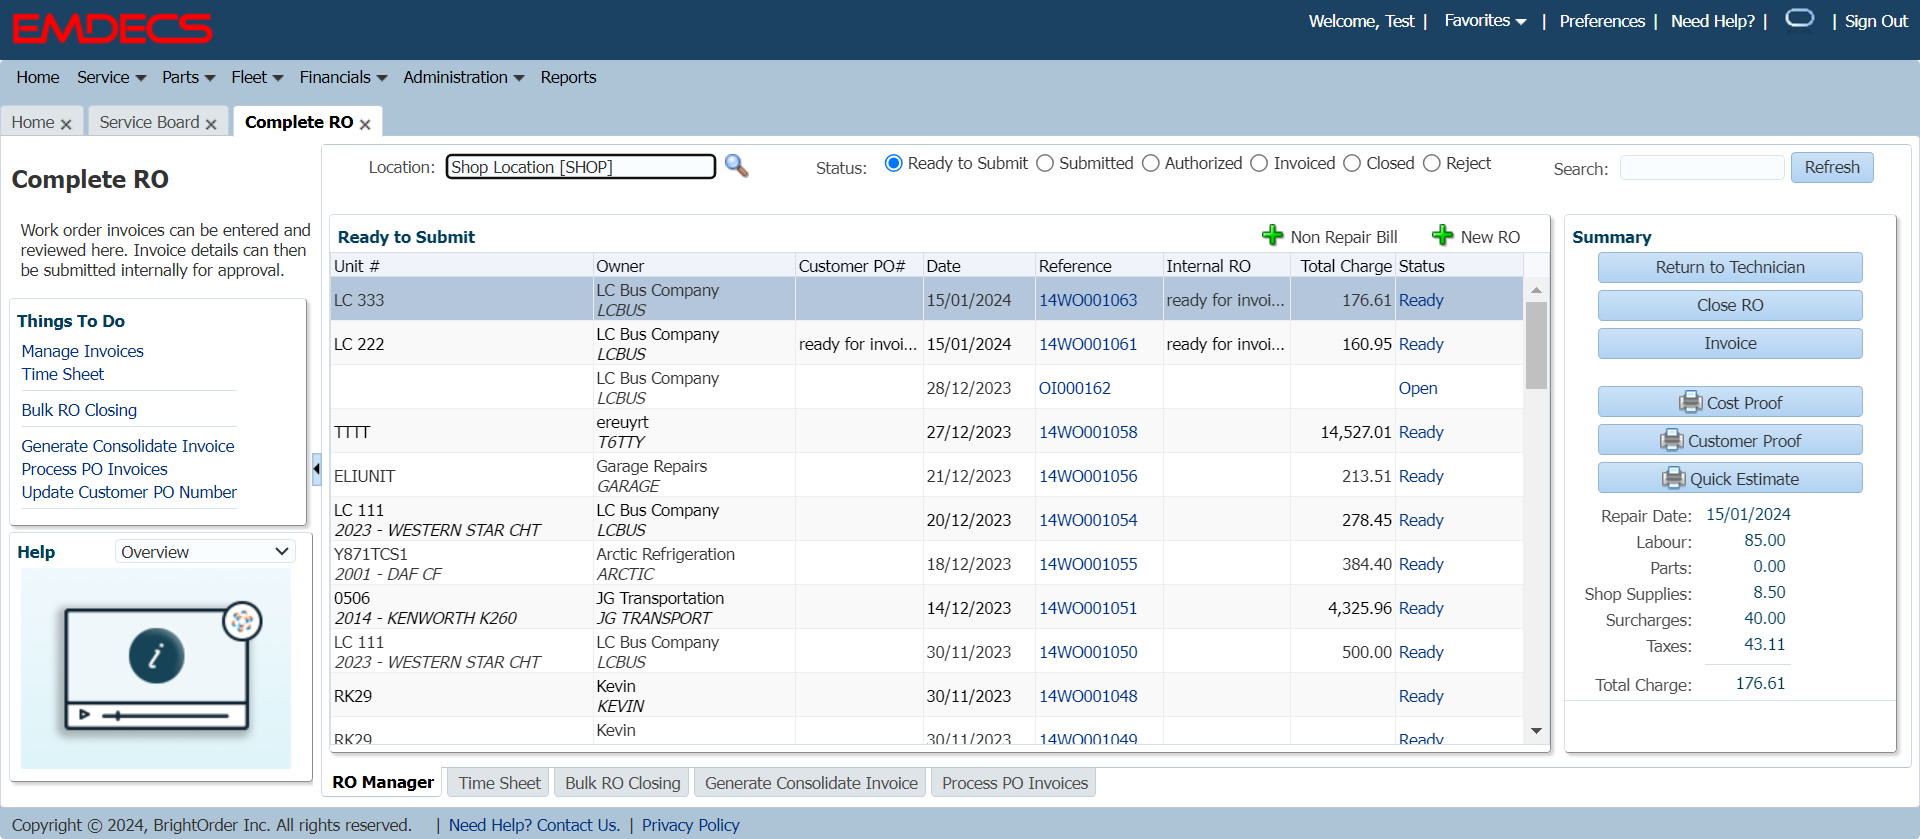 EMDECS
Welcome, Test | Favorites | Preferences | Need Help? | | Sign Out
Home Service Parts Fleet Financials Administration Reports
Home Service Board Complete RO
Complete RO
Work order invoices can be entered and
reviewed here. Invoice details can then
be submitted internally for approval.
Things To Do
Manage Invoices
Time Sheet
Bulk RO Closing
Generate Consolidate Invoice
Process PO Invoices
Update Customer PO Number
Help Overview
Location: Shop Location [SHOP] Status: Ready to Submit Submitted Authorized Invoiced Closed Reject Search: Refresh
Ready to Submit Non Repair Bill New RO
Unit # Owner Customer PO# Date Reference Internal RO Total Charge Status
LC 333 LC Bus Company 15/01/2024 14WO001063 ready for invoi... 176.61 Ready
LCBUS
LC 222 LC Bus Company ready for invoi... 15/01/2024 14WO001061 ready for invoi... 160.95 Ready
LCBUS
LC Bus Company 28/12/2023 OI000162 Open
LCBUS
TTTT ereuyrt 27/12/2023 14WO001058 14,527.01 Ready
T6TTY
ELIUNIT Garage Repairs 21/12/2023 14WO001056 213.51 Ready
GARAGE
LC 111 LC Bus Company 20/12/2023 14WO001054 278.45 Ready
2023 - WESTERN STAR CHT LCBUS
Y871TCS1 Arctic Refrigeration 18/12/2023 14WO001055 384.40 Ready
2001 - DAF CF ARCTIC
0506 JG Transportation 14/12/2023 14WO001051 4,325.96 Ready
2014 - KENWORTH K260 JG TRANSPORT
LC 111 LC Bus Company 30/11/2023 14WO001050 500.00 Ready
2023 - WESTERN STAR CHT LCBUS
RK29 Kevin 30/11/2023 14WO001048 Ready
KEVIN
RK29 Kevin 30/11/2023 14WO001049 Ready
Summary
Return to Technician
Close RO
Invoice
Cost Proof
Customer Proof
Quick Estimate
Repair Date: 15/01/2024
Labour: 85.00
Parts: 0.00
Shop Supplies: 8.50
Surcharges: 40.00
Taxes: 43.11
Total Charge: 176.61
RO Manager Time Sheet Bulk RO Closing Generate Consolidate Invoice Process PO Invoices
Copyright © 2024, BrightOrder Inc. All rights reserved. | Need Help? Contact Us. | Privacy Policy